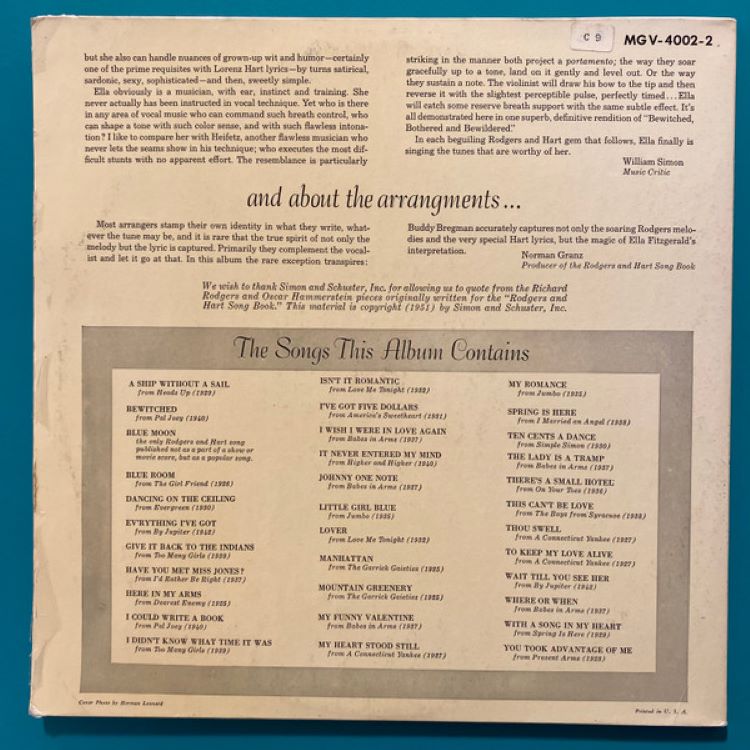 C 9
MG V-4002-2
but she also can handle nuances of grown-up wit and humor—certainly
one of the prime requisites with Lorenz Hart lyrics—by turns satirical,
sardonic, sexy, sophisticated—and then, sweetly simple.
Ella obviously is a musician, with ear, instinct and training. She
never actually has been instructed in vocal technique. Yet who is there
in any area of vocal music who can command such breath control, who
can shape a tone with such color sense, and with such flawless intona-
tion? I like to compare her with Heifetz, another flawless musician who
never lets the seams show in his technique; who executes the most dif-
ficult stunts with no apparent effort. The resemblance is particularly
striking in the manner both project a portamento; the way they soar
gracefully up to a tone, land on it gently and level out. Or the way
they sustain a note. The violinist will draw his bow to the tip and then
reverse it with the slightest perceptible pulse, perfectly timed...Ella
will catch some reserve breath support with the same subtle effect. It's
all demonstrated here in one superb, definitive rendition of "Bewitched,
Bothered and Bewildered."
In each beguiling Rodgers and Hart gem that follows, Ella finally is
singing the tunes that are worthy of her.
William Simon
Music Critic
and about the arrangments...
Most arrangers stamp their own identity in what they write, what-
ever the tune may be, and it is rare that the true spirit of not only the
melody but the lyric is captured. Primarily they complement the vocal-
ist and let it go at that. In this album the rare exception transpires:
Buddy Bregman accurately captures not only the soaring Rodgers melo-
dies and the very special Hart lyrics, but the magic of Ella Fitzgerald's
interpretation.
Norman Granz
Producer of the Rodgers and Hart Song Book
We wish to thank Simon and Schuster, Inc. for allowing us to quote from the Richard
Rodgers and Oscar Hammerstein pieces originally written for the "Rodgers and
Hart Song Book." This material is copyright (1951) by Simon and Schuster, Inc.
The Songs This Album Contains
A SHIP WITHOUT A SAIL
from Heads Up (1929)
BEWITCHED
from Pal Joey (1940)
BLUE MOON
the only Rodgers and Hart song
published not as a part of a show or
movie score, but as a popular song.
BLUE ROOM
from The Girl Friend (1926)
DANCING ON THE CEILING
from Evergreen (1930)
EV'RYTHING I'VE GOT
from By Jupiter (1942)
GIVE IT BACK TO THE INDIANS
from Too Many Girls (1939)
HAVE YOU MET MISS JONES?
from I'd Rather Be Right (1937)
HERE IN MY ARMS
from Dearest Enemy (1925)
I COULD WRITE A BOOK
from Pal Joey (1940)
I DIDN'T KNOW WHAT TIME IT WAS
from Too Many Girls (1939)
ISN'T IT ROMANTIC
from Love Me Tonight (1932)
I'VE GOT FIVE DOLLARS
from America's Sweetheart (1931)
I WISH I WERE IN LOVE AGAIN
from Babes in Arms (1937)
IT NEVER ENTERED MY MIND
from Higher and Higher (1940)
JOHNNY ONE NOTE
from Babes in Arms (1937)
LITTLE GIRL BLUE
from Jumbo (1935)
LOVER
from Love Me Tonight (1932)
MANHATTAN
from The Garrick Gaieties (1925)
MOUNTAIN GREENERY
from The Garrick Gaieties (1925)
MY FUNNY VALENTINE
from Babes in Arms (1937)
MY HEART STOOD STILL
from A Connecticut Yankee (1927)
MY ROMANCE
from Jumbo (1935)
SPRING IS HERE
from I Married an Angel (1938)
TEN CENTS A DANCE
from Simple Simon (1930)
THE LADY IS A TRAMP
from Babes in Arms (1937)
THERE'S A SMALL HOTEL
from On Your Toes (1936)
THIS CAN'T BE LOVE
from The Boys from Syracuse (1938)
THOU SWELL
from A Connecticut Yankee (1927)
TO KEEP MY LOVE ALIVE
from A Connecticut Yankee (1927)
WAIT TILL YOU SEE HER
from By Jupiter (1942)
WHERE OR WHEN
from Babes in Arms (1937)
WITH A SONG IN MY HEART
from Spring Is Here (1929)
YOU TOOK ADVANTAGE OF ME
from Present Arms (1928)
Cover Photo by Herman Leonard
Printed in U. S. A.